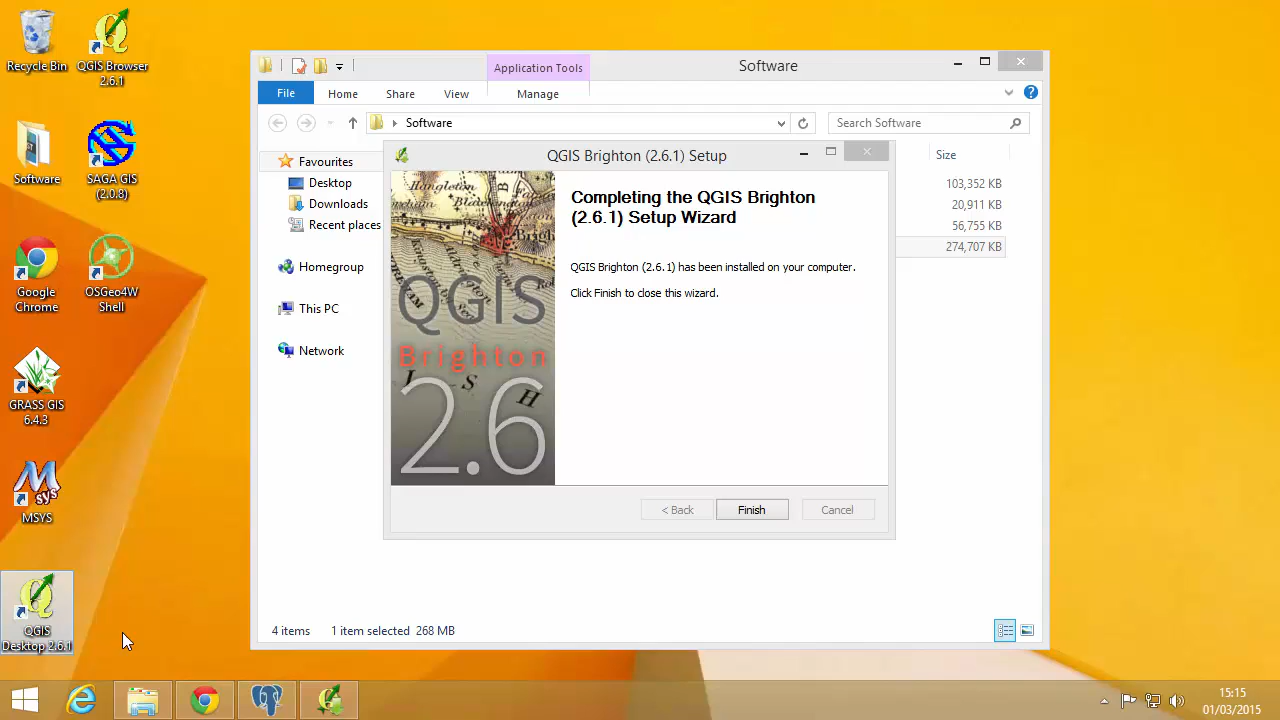 Recycle Bin
QGIS Browser
2.6.1
Software
SAGA GIS
(2.0.8)
Google
Chrome
OSGeo4W
Shell
GRASS GIS
6.4.3
MSYS
QGIS
Desktop 2.6.1
Application Tools
Software
File
Home
Share
View
Manage
Software
Search Software
Favourites
Desktop
Downloads
Recent places
Homegroup
This PC
Network
Size
103,352 KB
20,911 KB
56,755 KB
274,707 KB
QGIS Brighton (2.6.1) Setup
Hangleton
QGIS
Brighton
2.6
Completing the QGIS Brighton
(2.6.1) Setup Wizard
QGIS Brighton (2.6.1) has been installed on your computer.
Click Finish to close this wizard.
< Back
Finish
Cancel
4 items
1 item selected 268 MB
15:15
01/03/2015